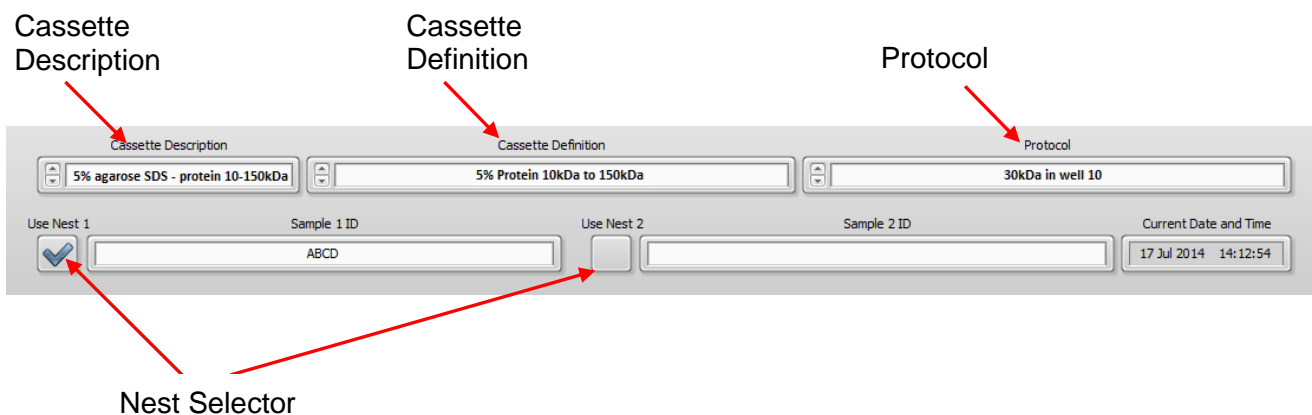 Cassette
Description
Cassette
Definition
Protocol
Cassette Description
Cassette Definition
Protocol
5% agarose SDS - protein 10-150kDa
5% Protein 10kDa to 150kDa
30kDa in well 10
Use Nest 1
Sample 1 ID
Use Nest 2
Sample 2 ID
Current Date and Time
ABCD
17 Jul 2014 14:12:54
Nest Selector